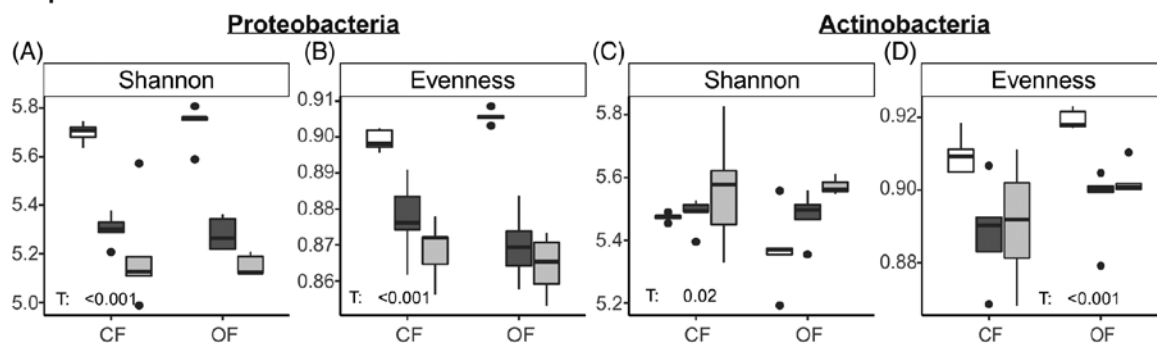 Proteobacteria
Actinobacteria
(A)
Shannon
5.8
5.6
5.4
5.2
5.0
T: <0.001
CF
OF
(B)
Evenness
0.91
0.90
0.89
0.88
0.87
0.86
T: <0.001
CF
OF
(C)
Shannon
5.8
5.6
5.4
5.2
T: 0.02
CF
OF
(D)
Evenness
0.92
0.90
0.88
T: <0.001
CF
OF